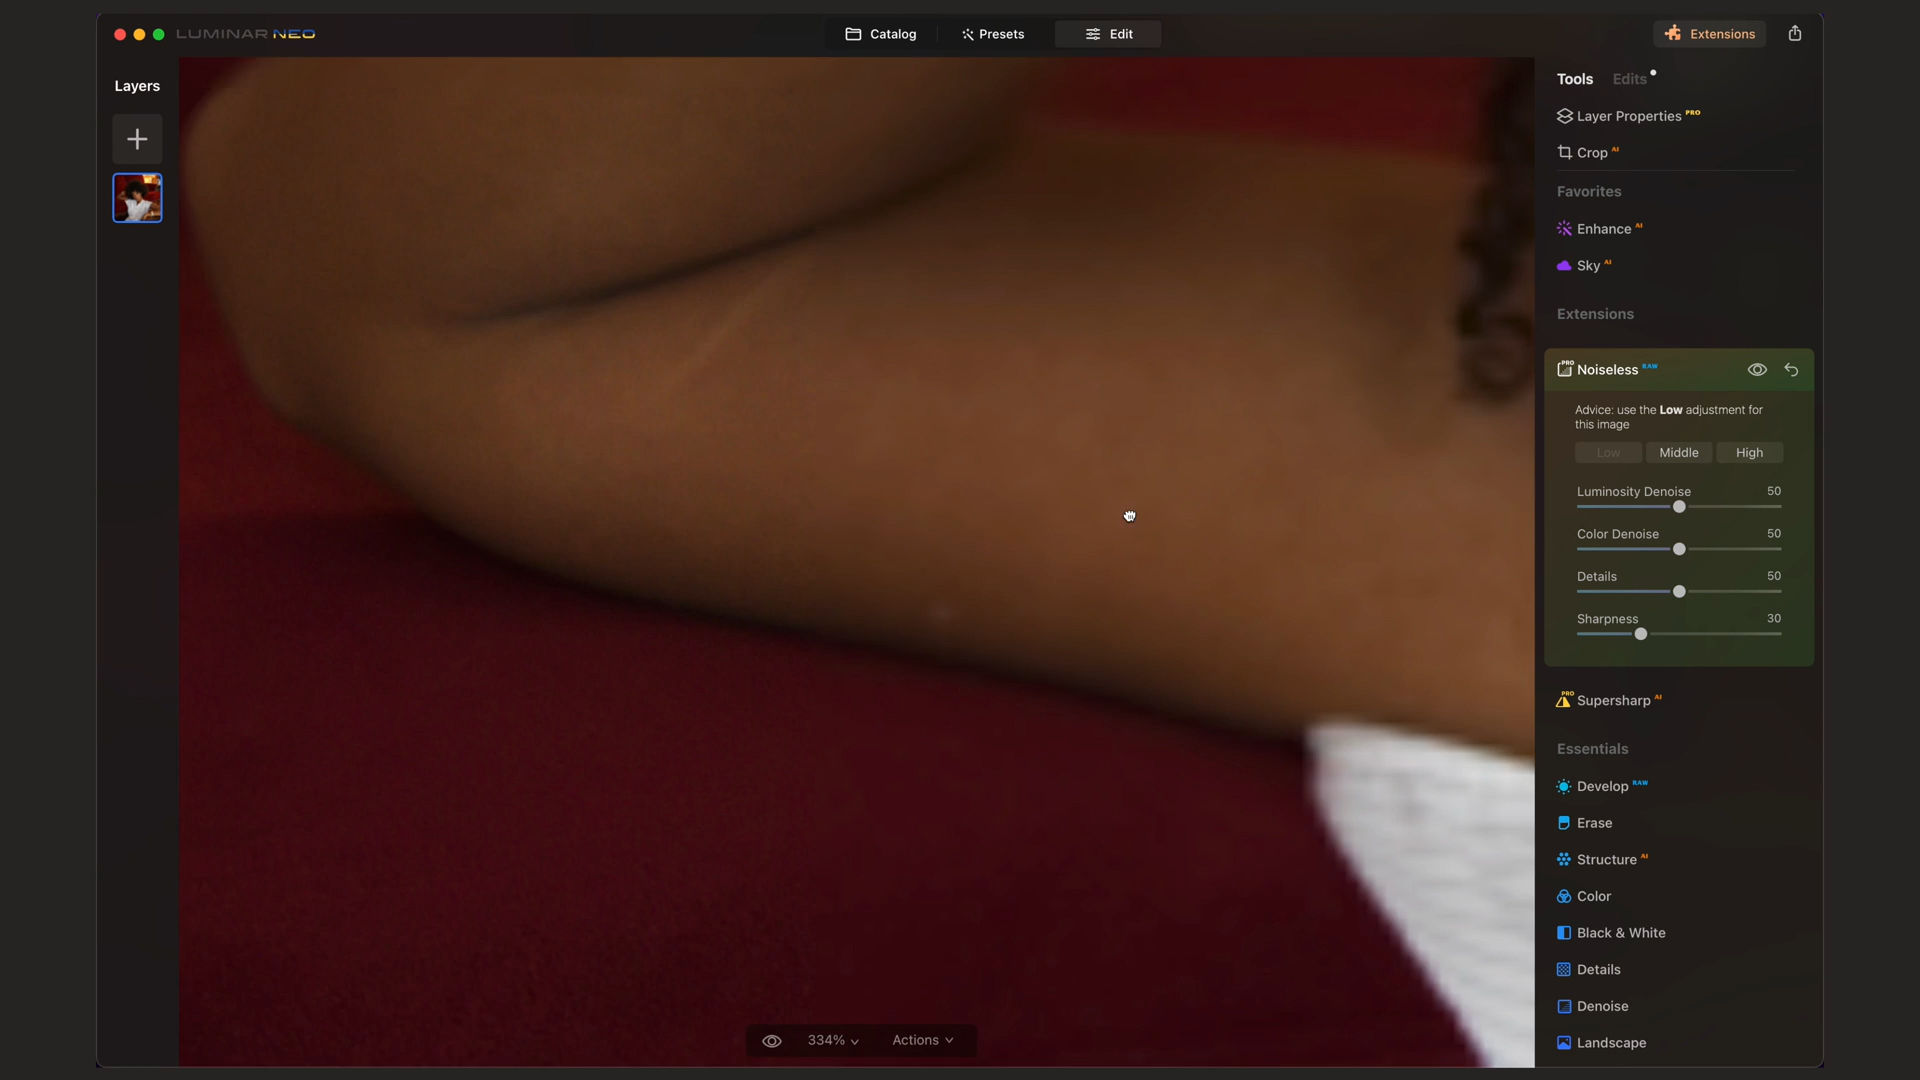 LUMINAR NEO
Catalog
Presets
Edit
Extensions
Layers
Tools
Edits
Layer Properties PRO
Crop AI
Favorites
Enhance AI
Sky AI
Extensions
PRO Noiseless RAW
Advice: use the Low adjustment for
this image
Low Middle High
Luminosity Denoise 50
Color Denoise 50
Details 50
Sharpness 30
PRO Supersharp AI
Essentials
Develop RAW
Erase
Structure AI
Color
Black & White
Details
Denoise
Landscape
334%
Actions